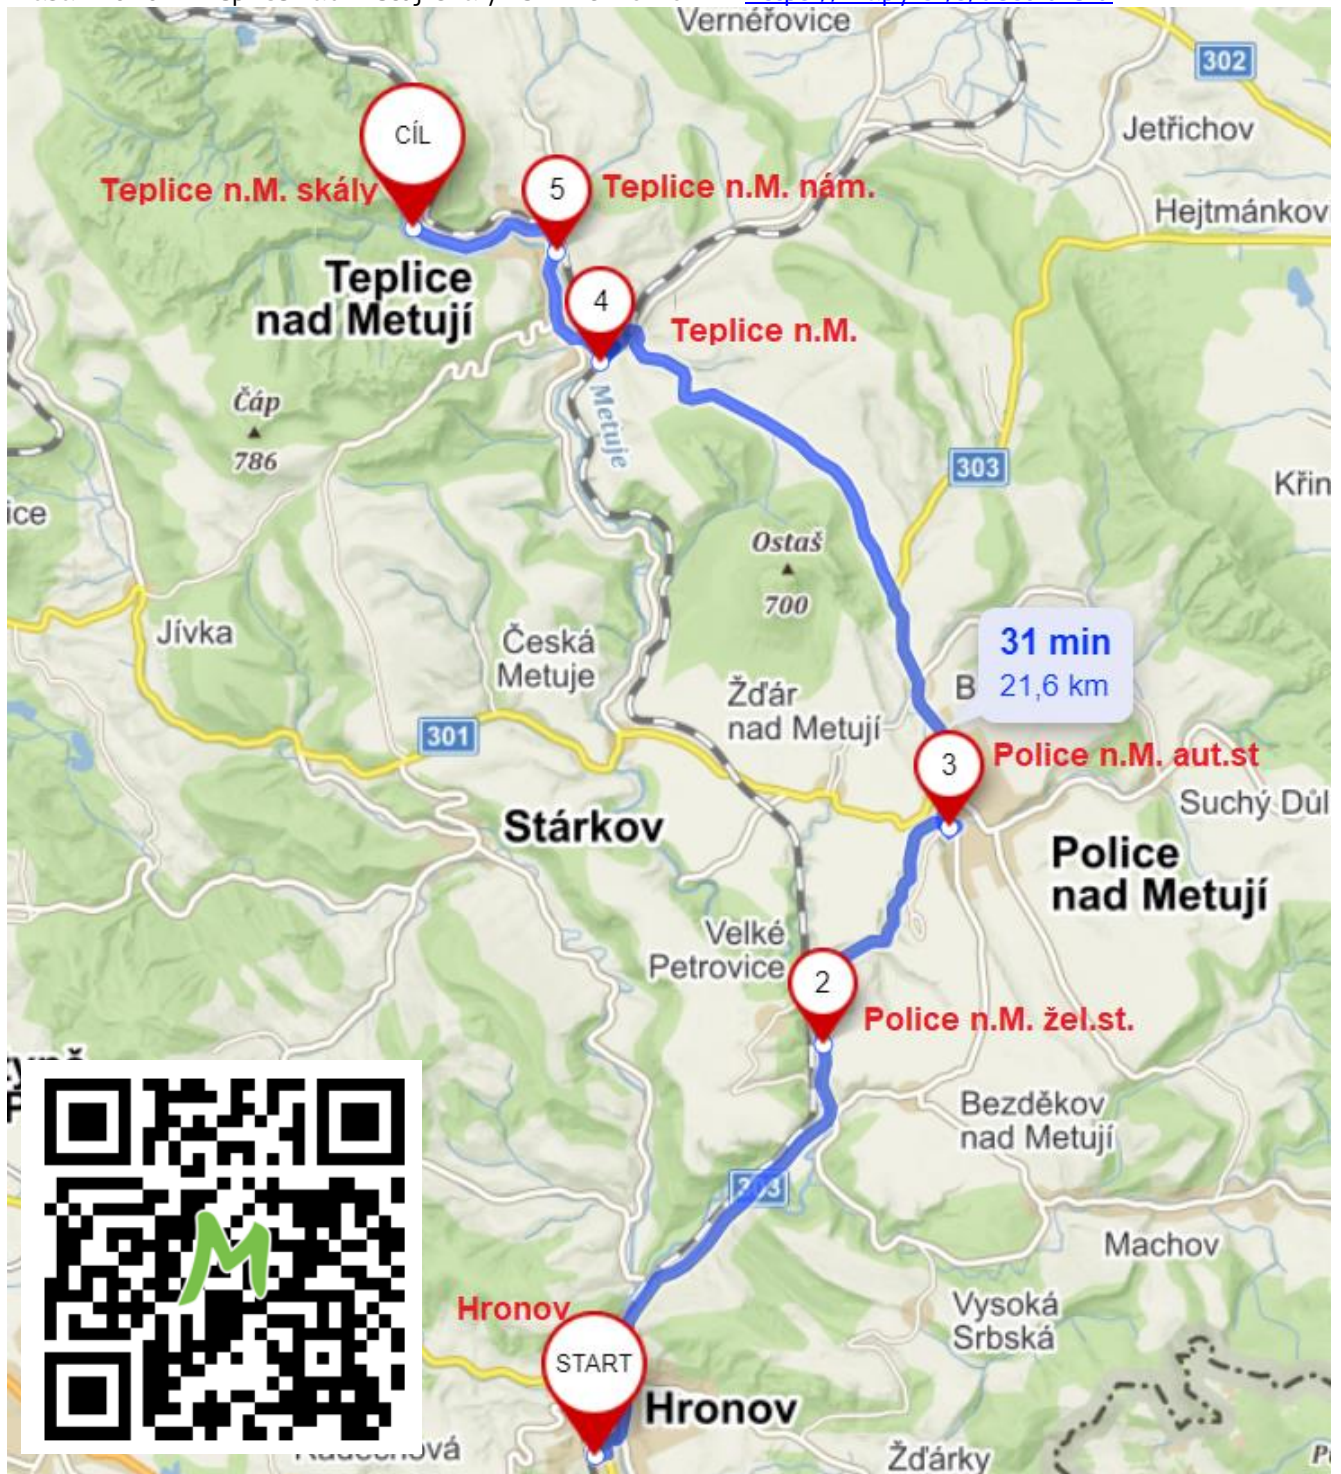 Verněřovice
302
CÍL
Jetřichov
Teplice n.M. skály
5
Teplice n.M. nám.
Hejtmánkov
Teplice
nad Metují
4
Teplice n.M.
Čáp
786
Metuje
303
Křin
ice
Ostaš
700
Jívka
Česká
Metuje
31 min
21,6 km
B
Žďár
nad Metují
301
3
Police n.M. aut.st
Suchý Důl
Stárkov
Police
nad Metují
Velké
Petrovice
2
Police n.M. žel.st.
Bezděkov
nad Metují
303
Machov
Hronov
Vysoká
Srbská
START
Hronov
Žďárky